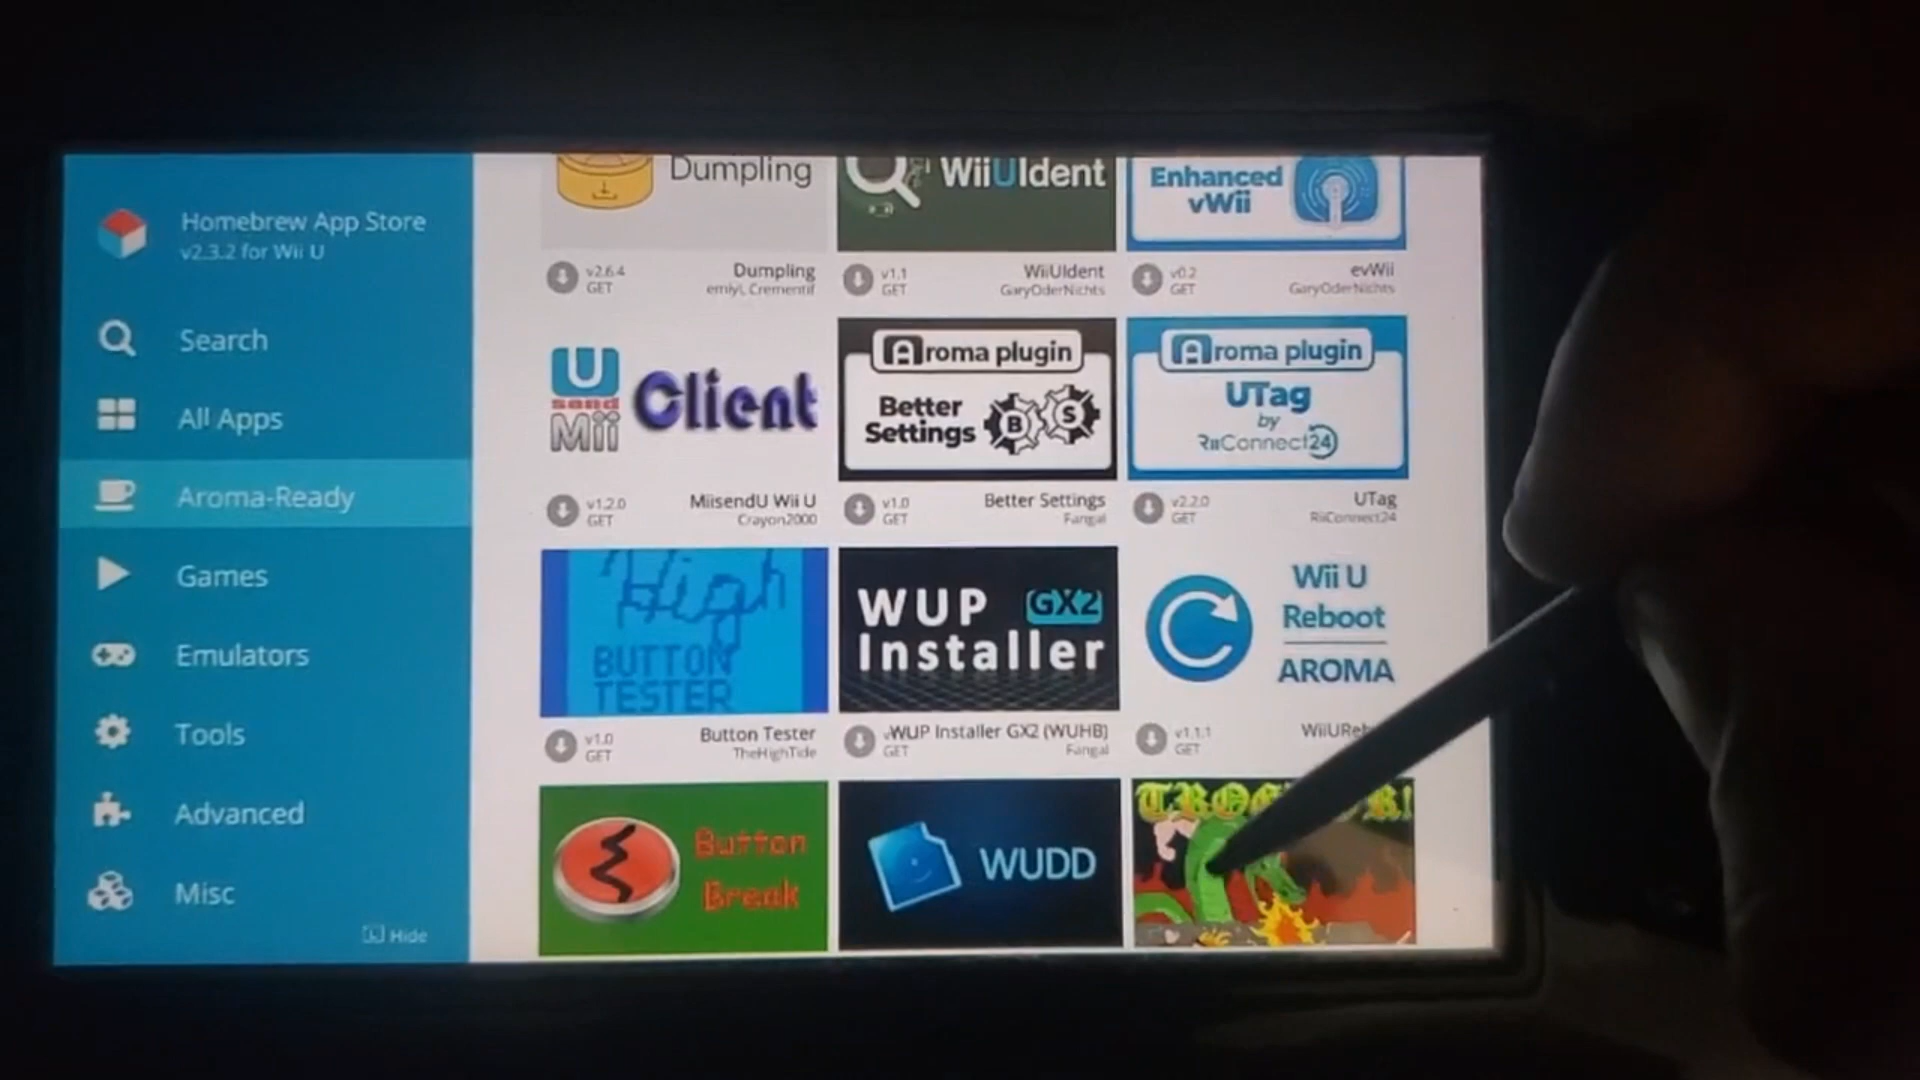 Homebrew App Store
v2.3.2 for Wii U
Search
All Apps
Aroma-Ready
Games
Emulators
Tools
Advanced
Misc
Hide
Dumpling
v2.6.4
GET
Dumpling
emiyl, Crementif
WiiUIdent
v1.1
GET
WiiUIdent
GaryOderNichts
Enhanced
vWii
v0.2
GET
evWii
GaryOderNichts
U
send
Mii
Client
v1.2.0
GET
MiisendU Wii U
Crayon2000
Aroma plugin
Better
Settings
B
S
v1.0
GET
Better Settings
Fangal
Aroma plugin
UTag
by
RiiConnect24
v2.2.0
GET
UTag
RiiConnect24
High
BUTTON
TESTER
v1.0
GET
Button Tester
TheHighTide
WUP GX2
Installer
GET
WUP Installer GX2 (WUHB)
Fangal
Wii U
Reboot
AROMA
v1.1.1
GET
Button
Break
WUDD